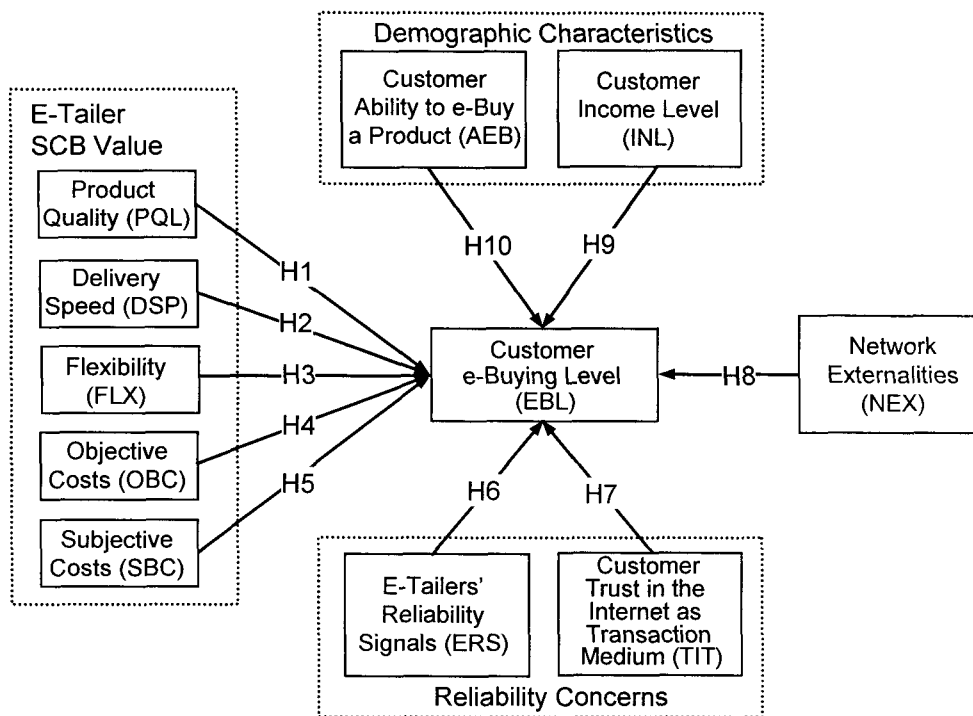 Demographic Characteristics
Customer
Ability to e-Buy
a Product (AEB)
Customer
Income Level
(INL)
E-Tailer
SCB Value
Product
Quality (PQL)
Delivery
Speed (DSP)
Flexibility
(FLX)
Objective
Costs (OBC)
Subjective
Costs (SBC)
H1
H2
H3
H4
H5
H10
H9
Customer
e-Buying Level
(EBL)
H8
Network
Externalities
(NEX)
H6
H7
E-Tailers'
Reliability
Signals (ERS)
Customer
Trust in the
Internet as
Transaction
Medium (TIT)
Reliability Concerns